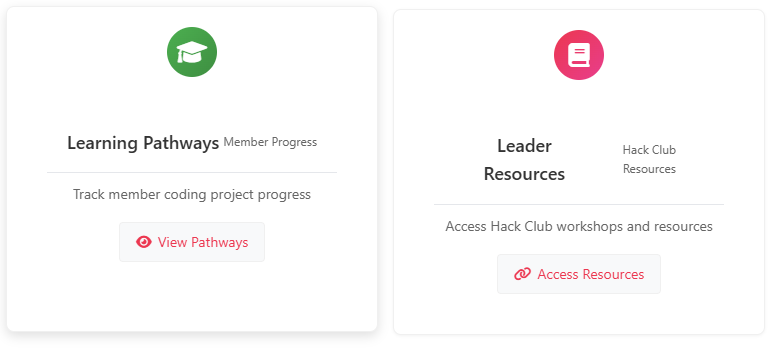 Learning Pathways Member Progress
Track member coding project progress
View Pathways
Leader
Resources
Hack Club
Resources
Access Hack Club workshops and resources
Access Resources